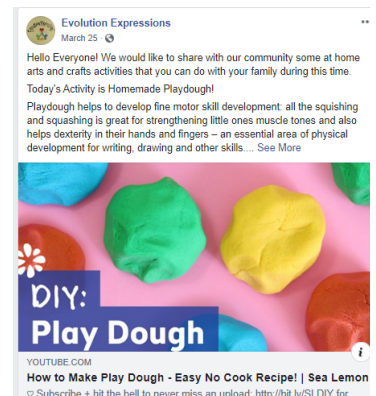 Evolution Expressions
March 25 ·
Hello Everyone! We would like to share with our community some at home
arts and crafts activities that you can do with your family during this time.
Today's Activity is Homemade Playdough!
Playdough helps to develop fine motor skill development: all the squishing
and squashing is great for strengthening little ones muscle tones and also
helps dexterity in their hands and fingers – an essential area of physical
development for writing, drawing and other skills.... See More
DIY:
Play Dough
YOUTUBE.COM
How to Make Play Dough - Easy No Cook Recipe! | Sea Lemon
♡ Subscribe + hit the bell to never miss an upload: http://bit.ly/SLDIY for